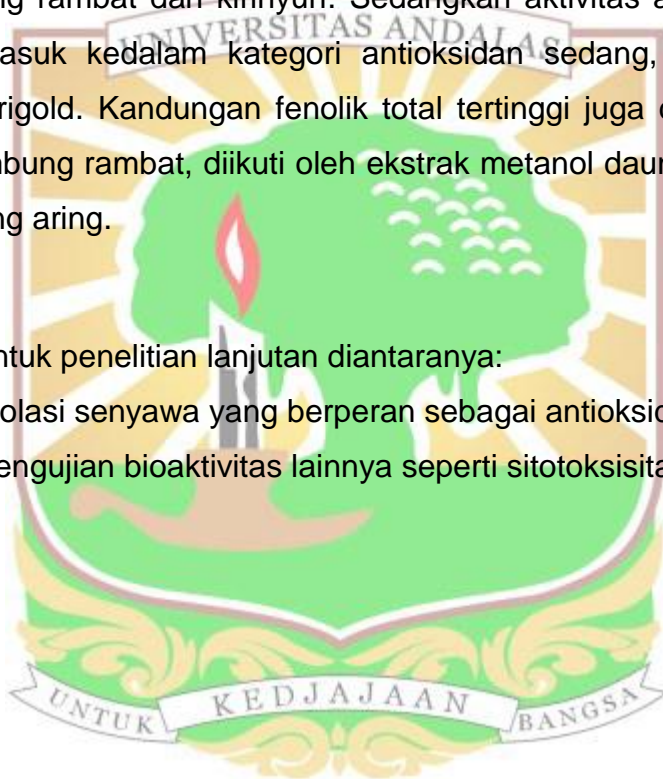 ng rambat dan kirinyuh. Sedangkan aktivitas a
UNIVERSITAS ANDALAS
asuk kedalam kategori antioksidan sedang,
rigold. Kandungan fenolik total tertinggi juga
nbung rambat, diikuti oleh ekstrak metanol daun
ng aring.
ntuk penelitian lanjutan diantaranya:
olasi senyawa yang berperan sebagai antioksid
engujian bioaktivitas lainnya seperti sitotoksisita
UNTUK KEDJAJAAN BANGSA